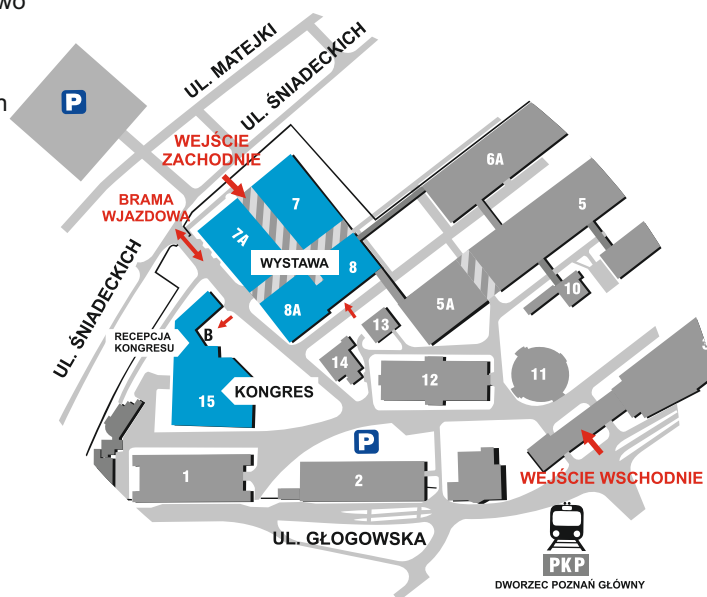 wo
UL. MATEJKI
UL. ŚNIADECKICH
P
h
WEJŚCIE
ZACHODNIE
6A
BRAMA
WJAZDOWA
7
5
7A
WYSTAWA
8
UL. ŚNIADECKICH
10
8A
5A
13
RECEPCJA
KONGRESU
B
14
3
12
11
KONGRES
15
P
1
2
WEJŚCIE WSCHODNIE
UL. GŁOGOWSKA
PKP
DWORZEC POZNAŃ GŁÓWNY